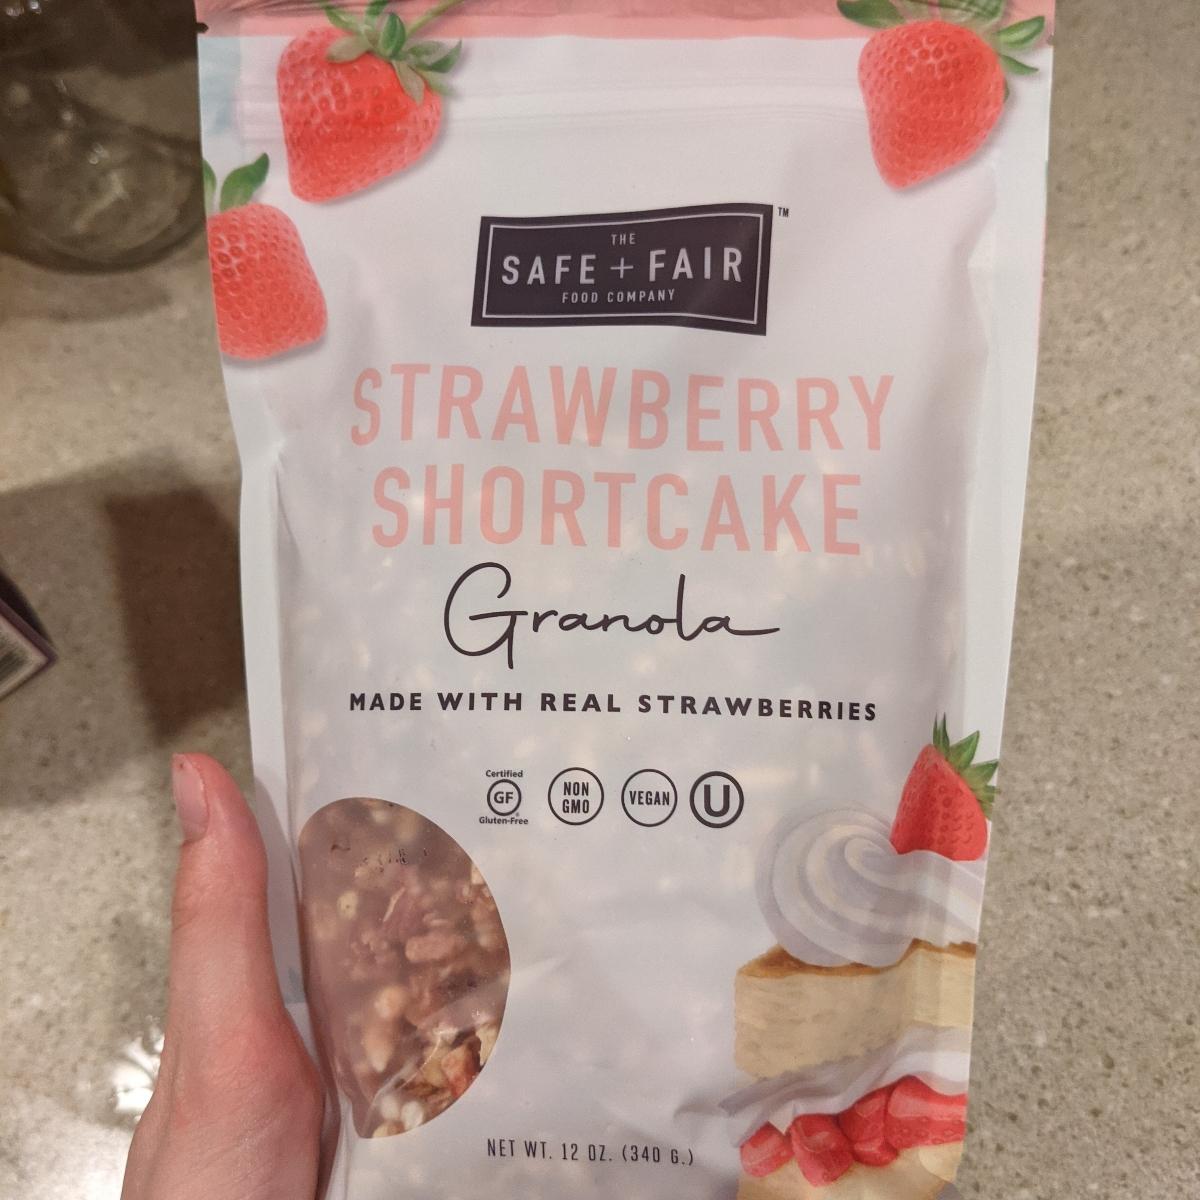 THE
SAFE + FAIR
FOOD COMPANY
TM
STRAWBERRY
SHORTCAKE
Granola
MADE WITH REAL STRAWBERRIES
Certified
GF
Gluten-Free
NON
GMO
VEGAN
U
NET WT. 12 OZ. (340 G.)